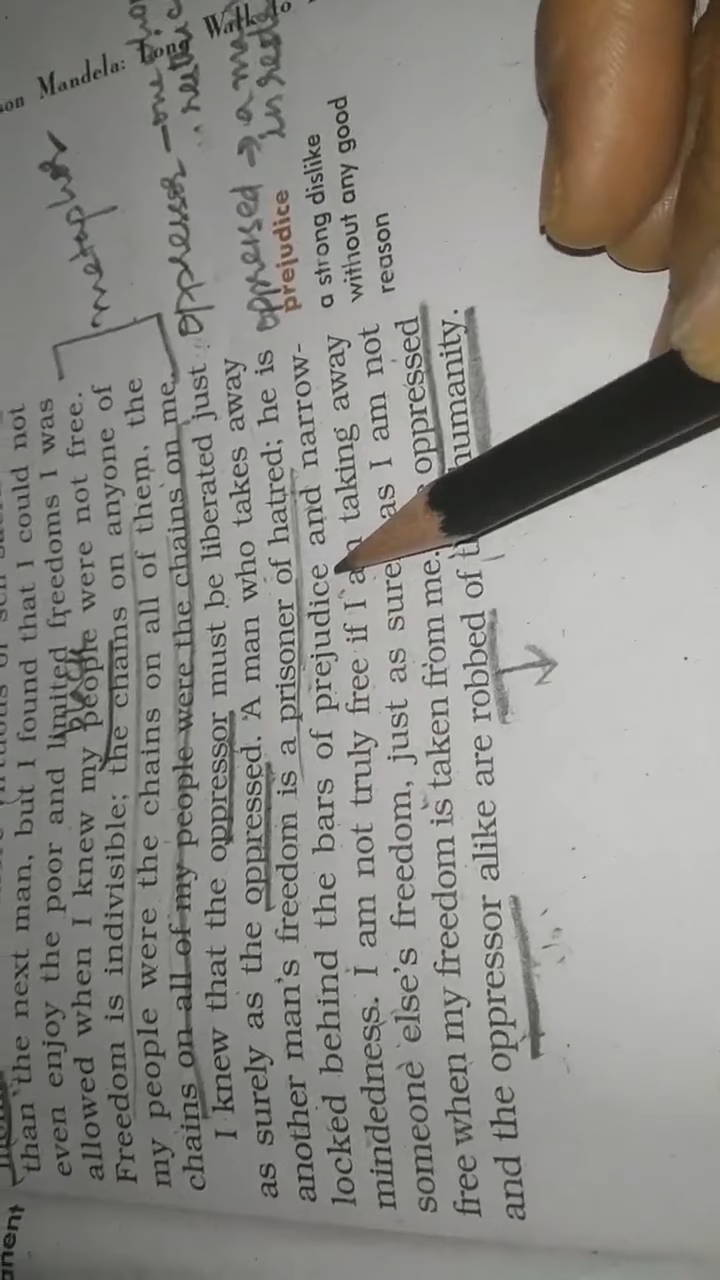 son Mandela: Long Walk to
than the next man, but I found that I could not
even enjoy the poor and limited freedoms I was
allowed when I knew my people were not free.
black
Freedom is indivisible; the chains on anyone of
my people were the chains on all of them, the
chains on all of my people were the chains on me.
I knew that the oppressor must be liberated just
as surely as the oppressed. A man who takes away
another man's freedom is a prisoner of hatred; he is
locked behind the bars of prejudice and narrow-
mindedness. I am not truly free if I am taking away
someone else's freedom, just as sure as I am not
free when my freedom is taken from me. oppressed
and the oppressor alike are robbed of humanity.
metaphor
oppressor - one
oppressed → a
prejudice
a strong dislike
without any good
reason